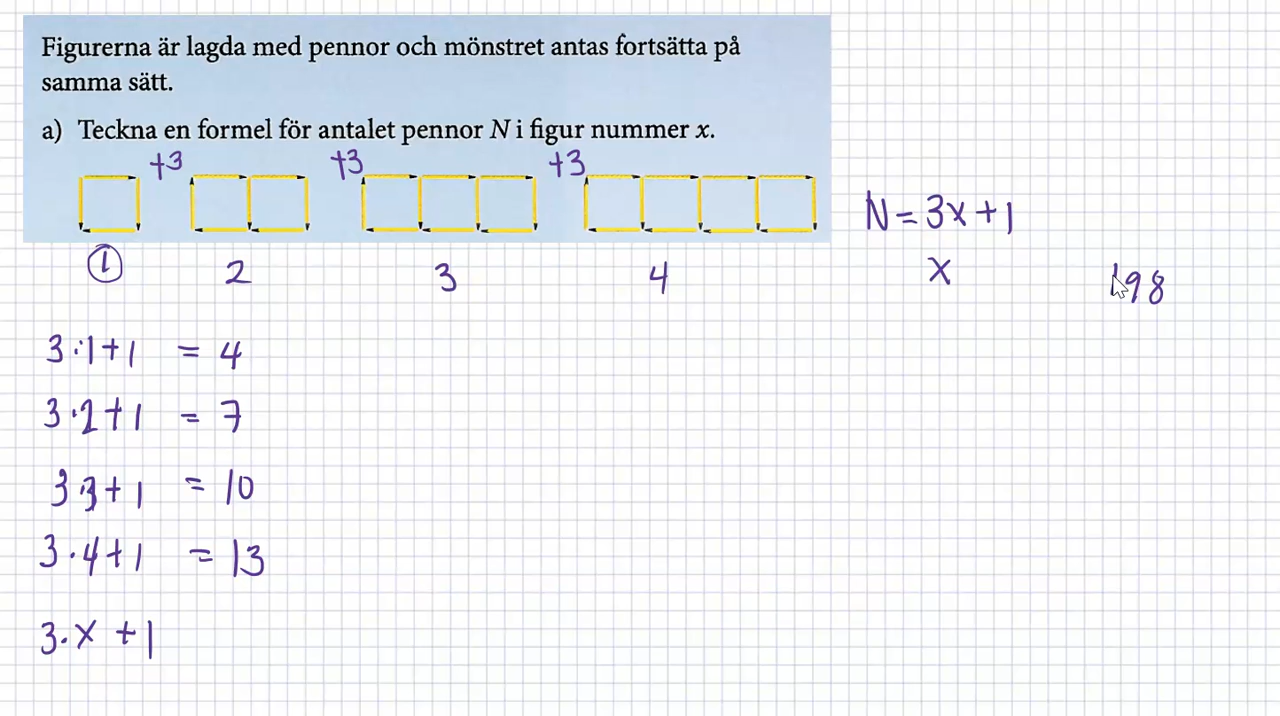 Figurerna är lagda med pennor och mönstret antas fortsätta på
samma sätt.
a) Teckna en formel för antalet pennor N i figur nummer x.
+3 +3 +3
N = 3x + 1
1 2 3 4 x 198
3·1+1 = 4
3·2+1 = 7
3·3+1 = 10
3·4+1 = 13
3·x + 1